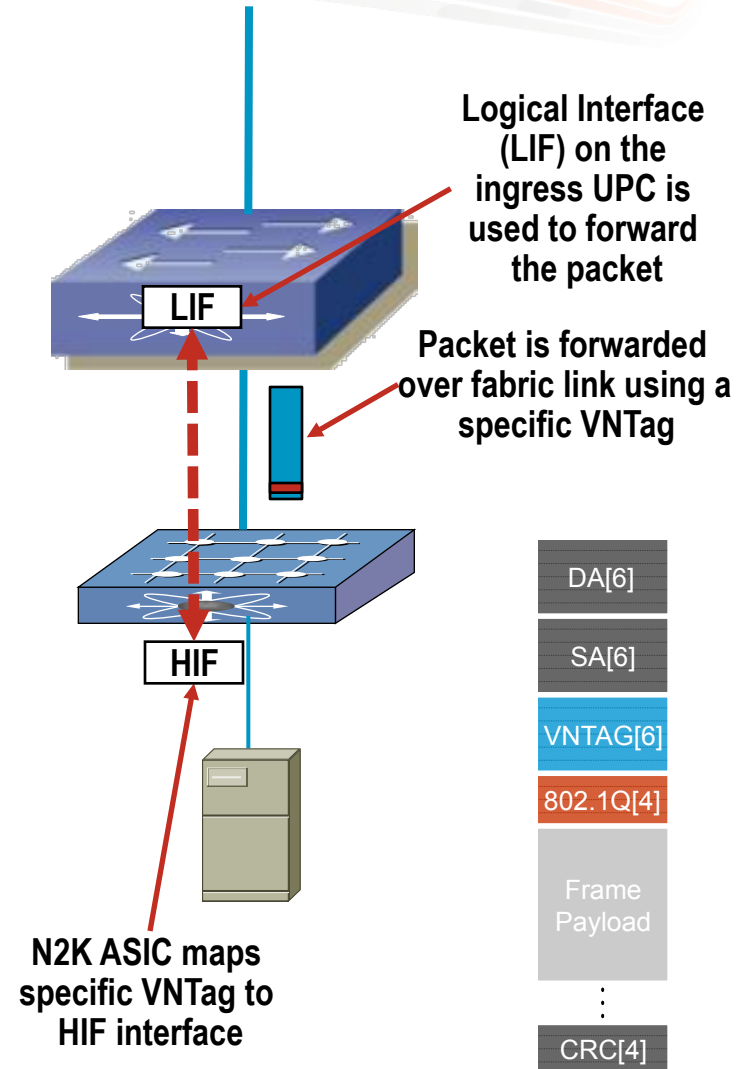 Logical Interface
(LIF) on the
ingress UPC is
used to forward
the packet
LIF
Packet is forwarded
over fabric link using a
specific VNTag
HIF
N2K ASIC maps
specific VNTag to
HIF interface
DA[6]
SA[6]
VNTAG[6]
802.1Q[4]
Frame
Payload
CRC[4]